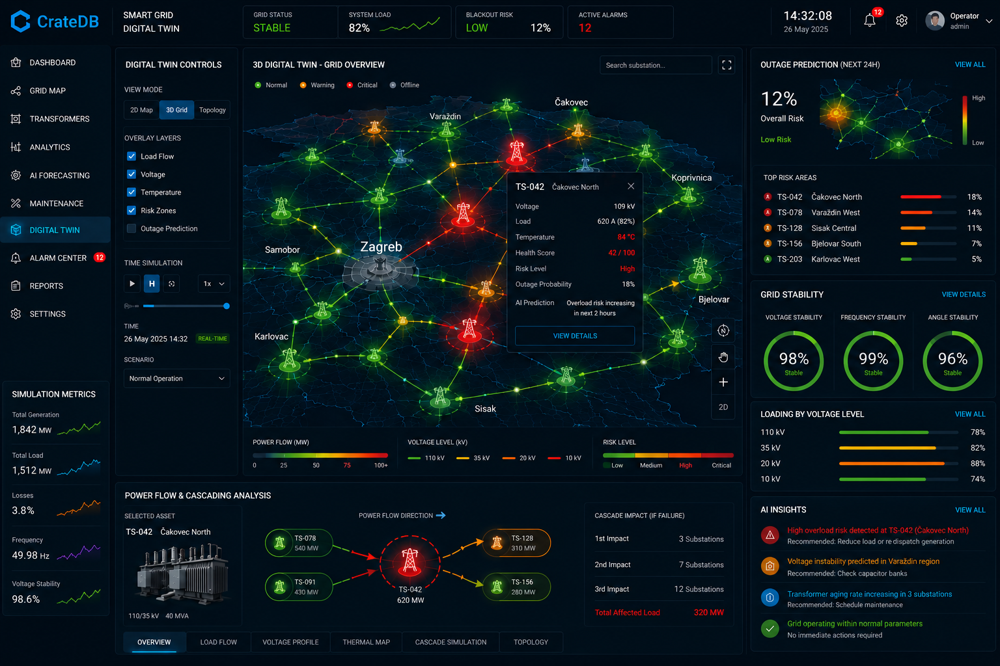 CrateDB
SMART GRID
DIGITAL TWIN
GRID STATUS
STABLE
SYSTEM LOAD
82%
BLACKOUT RISK
LOW 12%
ACTIVE ALARMS
12
14:32:08
26 May 2025
12
Operator
admin
DASHBOARD
GRID MAP
TRANSFORMERS
ANALYTICS
AI FORECASTING
MAINTENANCE
DIGITAL TWIN
ALARM CENTER 12
REPORTS
SETTINGS
SIMULATION METRICS
Total Generation
1,842 MW
Total Load
1,512 MW
Losses
3.8%
Frequency
49.98 Hz
Voltage Stability
98.6%
DIGITAL TWIN CONTROLS
VIEW MODE
2D Map 3D Grid Topology
OVERLAY LAYERS
Load Flow
Voltage
Temperature
Risk Zones
Outage Prediction
TIME SIMULATION
H 1x
TIME
26 May 2025 14:32 REAL-TIME
SCENARIO
Normal Operation
3D DIGITAL TWIN - GRID OVERVIEW
Search substation...
Normal Warning Critical Offline
Čakovec
Varaždin
Koprivnica
Samobor
Zagreb
Bjelovar
Karlovac
Sisak
TS-042 Čakovec North
Voltage 109 kV
Load 620 A (82%)
Temperature 84 °C
Health Score 42 / 100
Risk Level High
Outage Probability 18%
AI Prediction Overload risk increasing
in next 2 hours
VIEW DETAILS
N
2D
POWER FLOW (MW)
0 25 50 75 100+
VOLTAGE LEVEL (kV)
110 kV 35 kV 20 kV 10 kV
RISK LEVEL
Low Medium High Critical
POWER FLOW & CASCADING ANALYSIS
SELECTED ASSET
TS-042 Čakovec North
110/35 kV 40 MVA
POWER FLOW DIRECTION
TS-078
540 MW
TS-091
430 MW
TS-042
620 MW
TS-128
310 MW
TS-156
280 MW
CASCADE IMPACT (IF FAILURE)
1st Impact 3 Substations
2nd Impact 7 Substations
3rd Impact 12 Substations
Total Affected Load 320 MW
OVERVIEW LOAD FLOW VOLTAGE PROFILE THERMAL MAP CASCADE SIMULATION TOPOLOGY
OUTAGE PREDICTION (NEXT 24H) VIEW ALL
12%
Overall Risk
Low Risk
High
Low
TOP RISK AREAS
TS-042 Čakovec North 18%
TS-078 Varaždin West 14%
TS-128 Sisak Central 11%
TS-156 Bjelovar South 7%
TS-203 Karlovac West 5%
GRID STABILITY VIEW DETAILS
VOLTAGE STABILITY FREQUENCY STABILITY ANGLE STABILITY
98% 99% 96%
Stable Stable Stable
LOADING BY VOLTAGE LEVEL VIEW ALL
110 kV 78%
35 kV 82%
20 kV 88%
10 kV 74%
AI INSIGHTS VIEW ALL
High overload risk detected at TS-042 (Čakovec North)
Recommended: Reduce load or re dispatch generation
Voltage instability predicted in Varaždin region
Recommended: Check capacitor banks
Transformer aging rate increasing in 3 substations
Recommended: Schedule maintenance
Grid operating within normal parameters
No immediate actions required